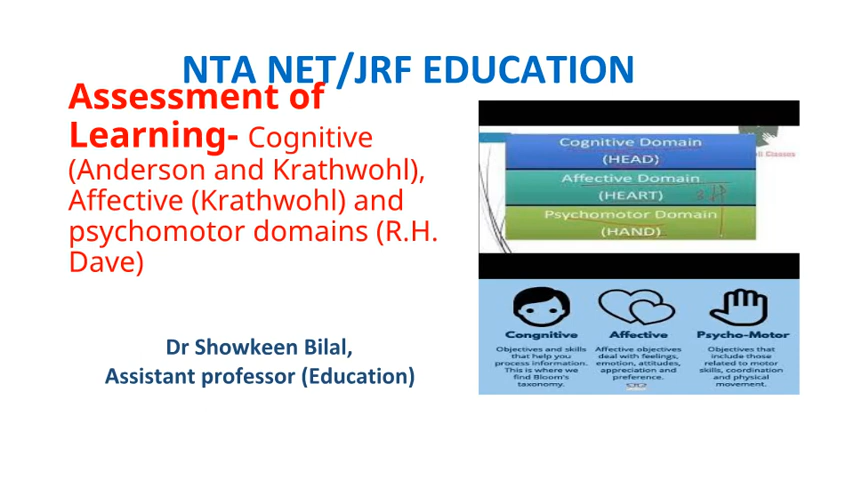 NTA NET/JRF EDUCATION
Assessment of
Learning- Cognitive
(Anderson and Krathwohl),
Affective (Krathwohl) and
psychomotor domains (R.H.
Dave)
Dr Showkeen Bilal,
Assistant professor (Education)
Cognitive Domain
(HEAD)
Affective Domain
(HEART)
Psychomotor Domain
(HAND)
Classes
Congnitive
Objectives and skills
that help you
process information.
This is where we
find Bloom's
taxonomy.
Affective
Affective objectives
deal with feelings,
emotion, attitudes,
appreciation and
preference.
Psycho-Motor
Objectives that
include those
related to motor
skills, coordination
and physical
movement.